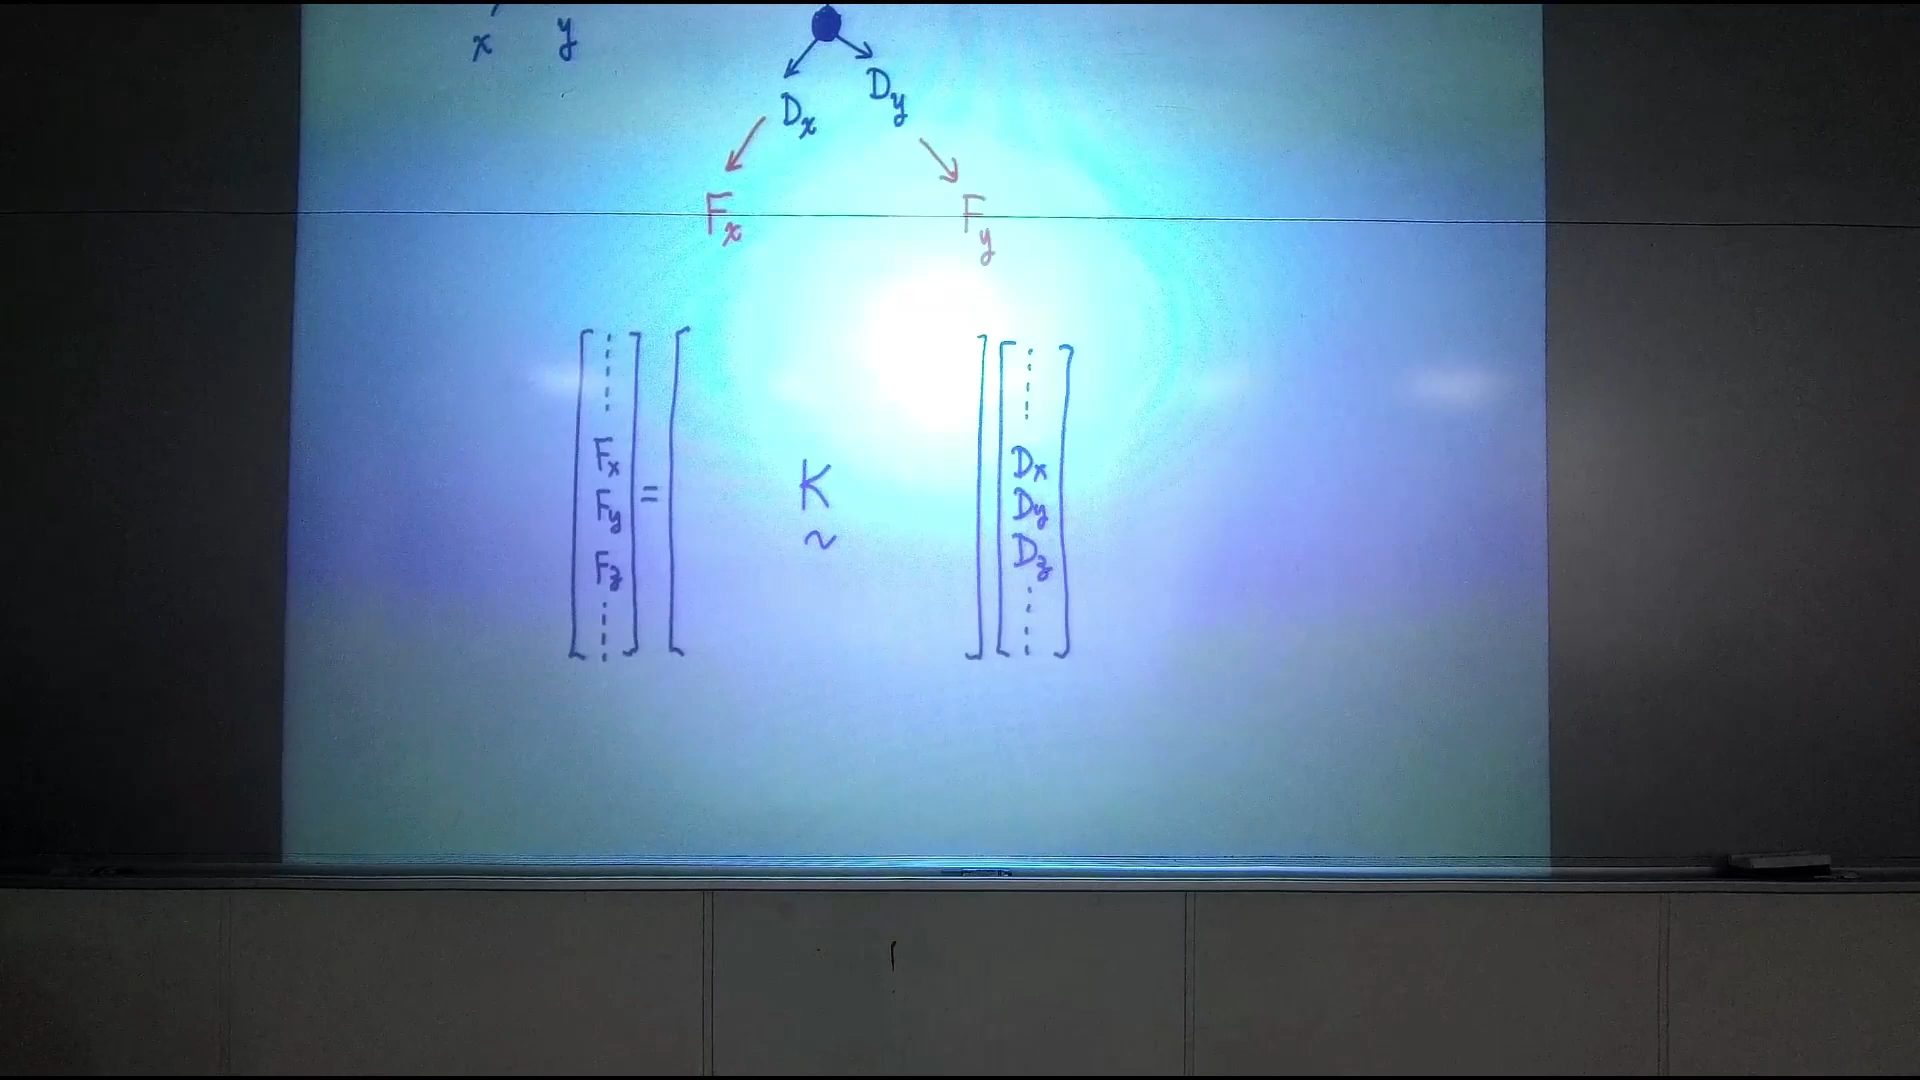 x y
Dx Dy
Fx Fy
[ ⋮ Fx Fy Fz ⋮ ] = [ K ~ ] [ ⋮ Dx Dy Dz ⋮ ]